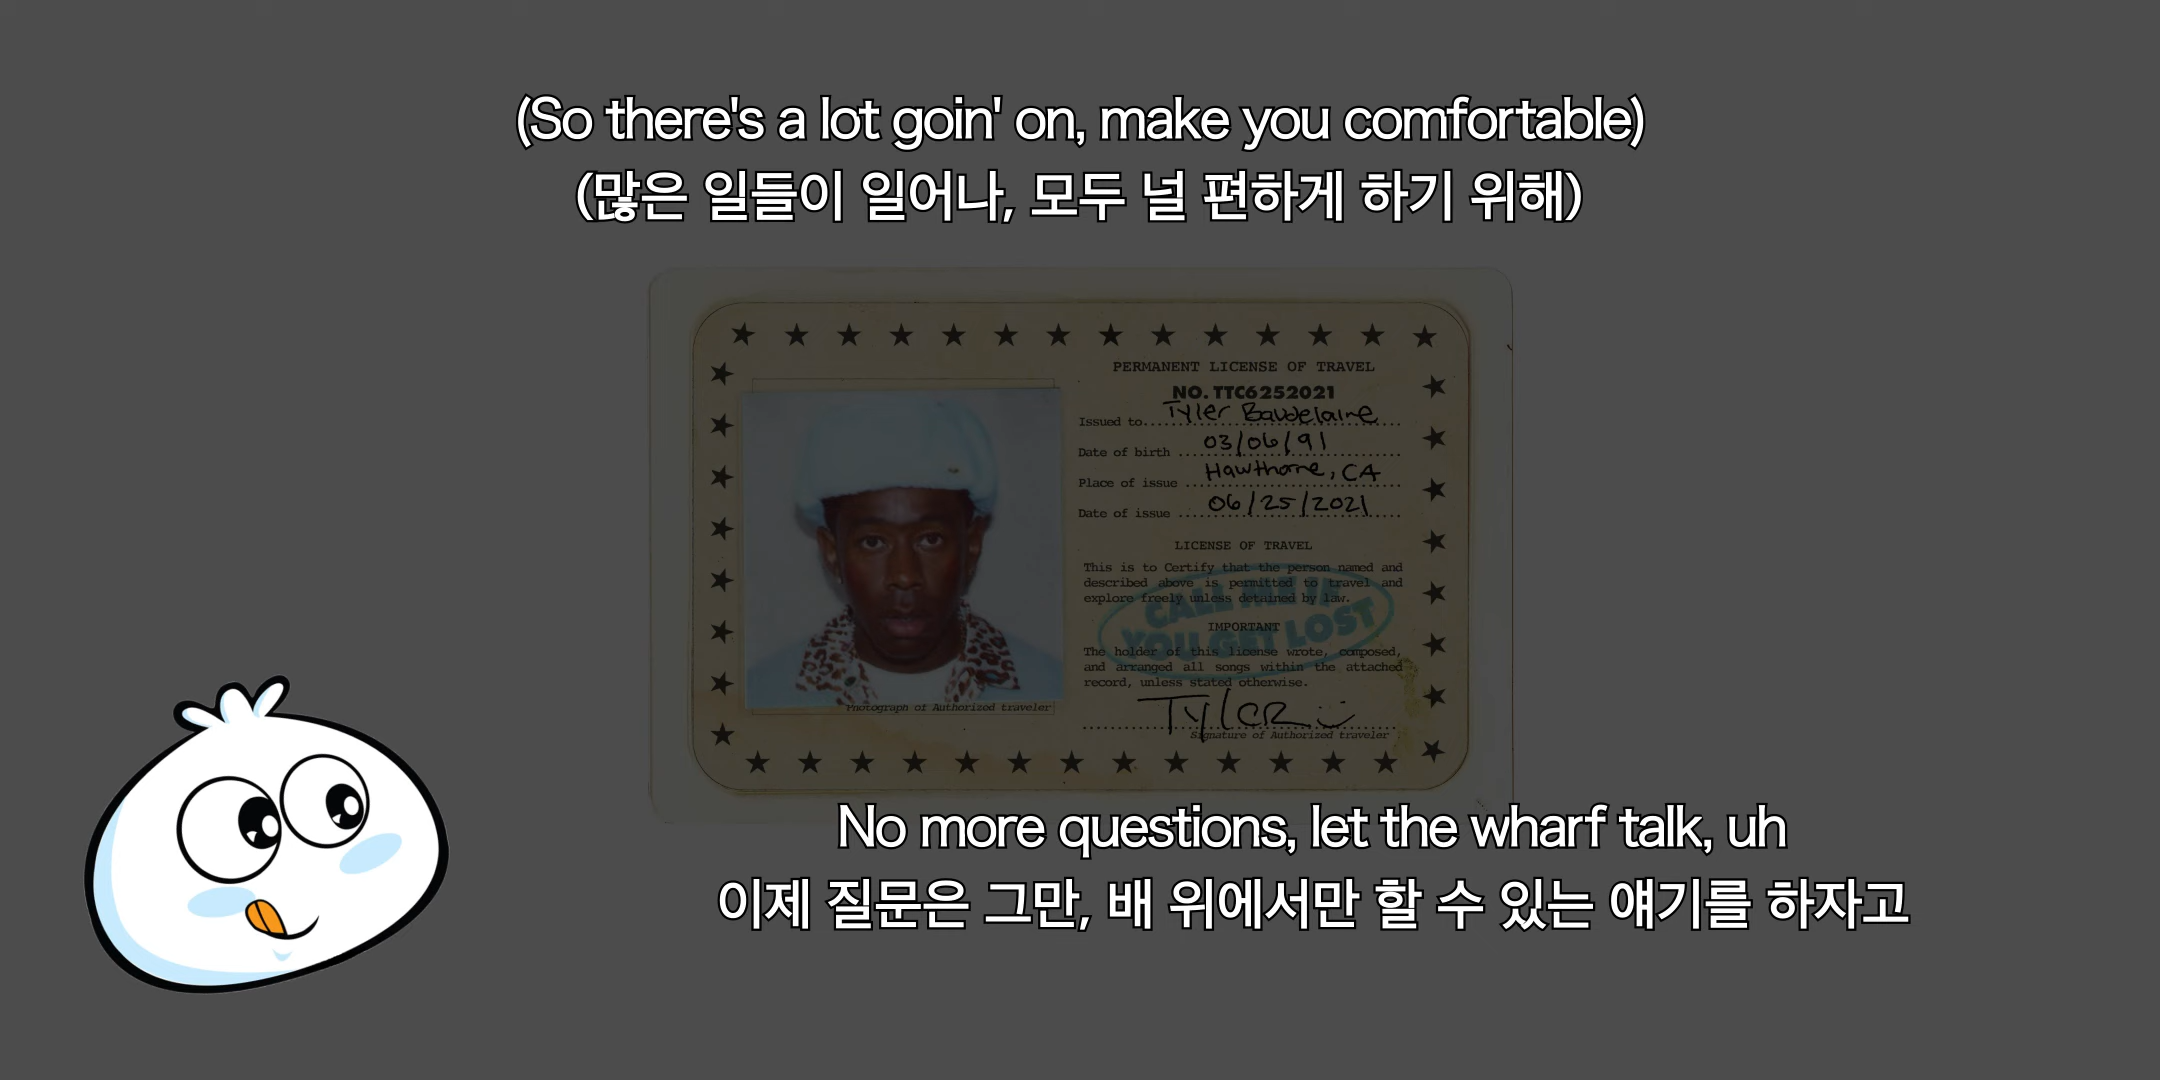 (So there's a lot goin' on, make you comfortable)
(많은 일들이 일어나, 모두 널 편하게 하기 위해)
PERMANENT LICENSE OF TRAVEL
NO. TTC6252021
Issued to Tyler Baudelaire
Date of birth 03/06/91
Place of issue Hawthorne, CA
Date of issue 06/25/2021
LICENSE OF TRAVEL
This is to Certify that the person named and
described above is permitted to travel and
explore freely unless detained by law.
CALL ME IF
YOU GET LOST
IMPORTANT
The holder of this license wrote, composed,
and arranged all songs within the attached
record, unless stated otherwise.
Photograph of Authorized traveler
Tyler
Signature of Authorized traveler
No more questions, let the wharf talk, uh
이제 질문은 그만, 배 위에서만 할 수 있는 얘기를 하자고